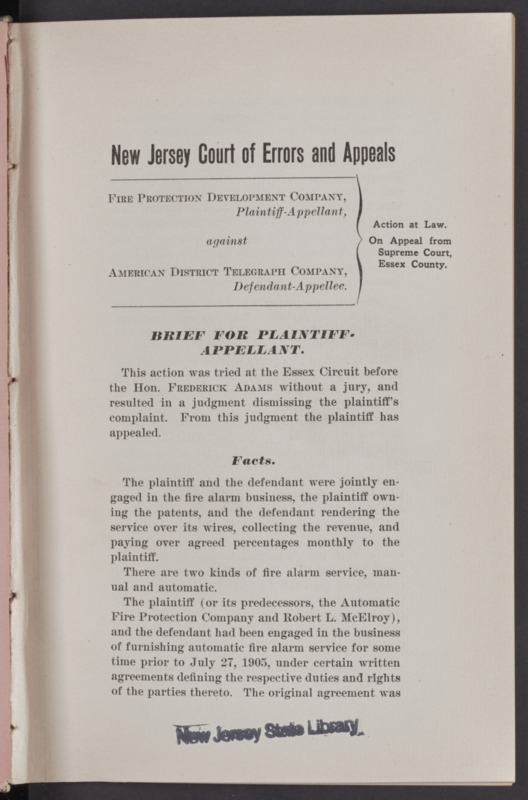 New Jersey Court of Errors and Appeals
FIRE PROTECTION DEVELOPMENT COMPANY,
Plaintiff-Appellant,
against
AMERICAN DISTRICT TELEGRAPH COMPANY,
Defendant-Appellee.
Action at Law.
On Appeal from
Supreme Court,
Essex County.
BRIEF FOR PLAINTIFF-
APPELLANT.
This action was tried at the Essex Circuit before
the Hon. FREDERICK ADAMS without a jury, and
resulted in a judgment dismissing the plaintiff's
complaint. From this judgment the plaintiff has
appealed.
Facts.
The plaintiff and the defendant were jointly en-
gaged in the fire alarm business, the plaintiff own-
ing the patents, and the defendant rendering the
service over its wires, collecting the revenue, and
paying over agreed percentages monthly to the
plaintiff.
There are two kinds of fire alarm service, man-
ual and automatic.
The plaintiff (or its predecessors, the Automatic
Fire Protection Company and Robert L. McElroy),
and the defendant had been engaged in the business
of furnishing automatic fire alarm service for some
time prior to July 27, 1905, under certain written
agreements defining the respective duties and rights
of the parties thereto. The original agreement was
New Jersey State Library